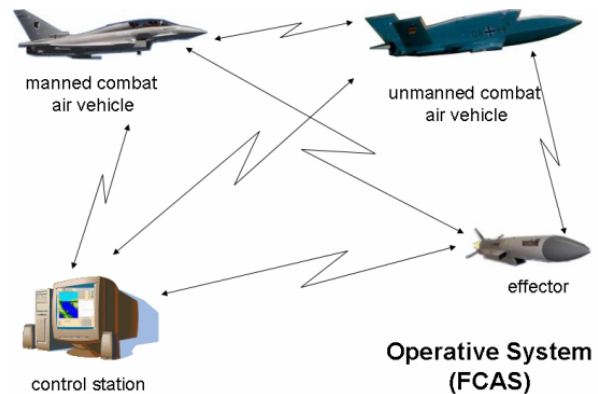 manned combat
air vehicle
unmanned combat
air vehicle
effector
control station
Operative System
(FCAS)